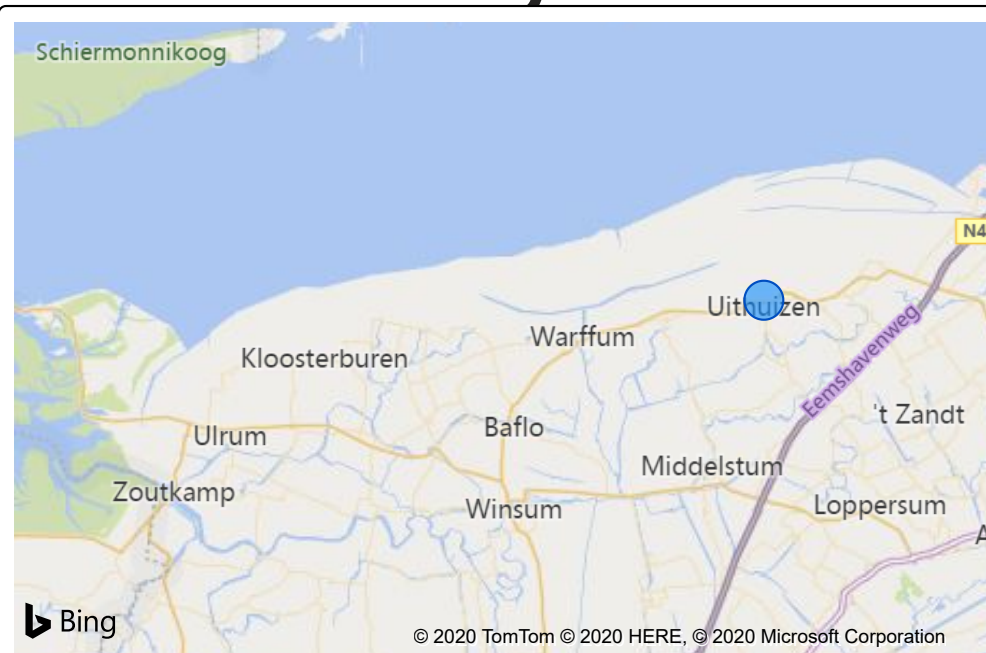 Schiermonnikoog
N4
Uithuizen
Warffum
Kloosterburen
Eemshavenweg
't Zandt
Baflo
Ulrum
Middelstum
Zoutkamp
Loppersum
Winsum
A
Bing
© 2020 TomTom © 2020 HERE, © 2020 Microsoft Corporation